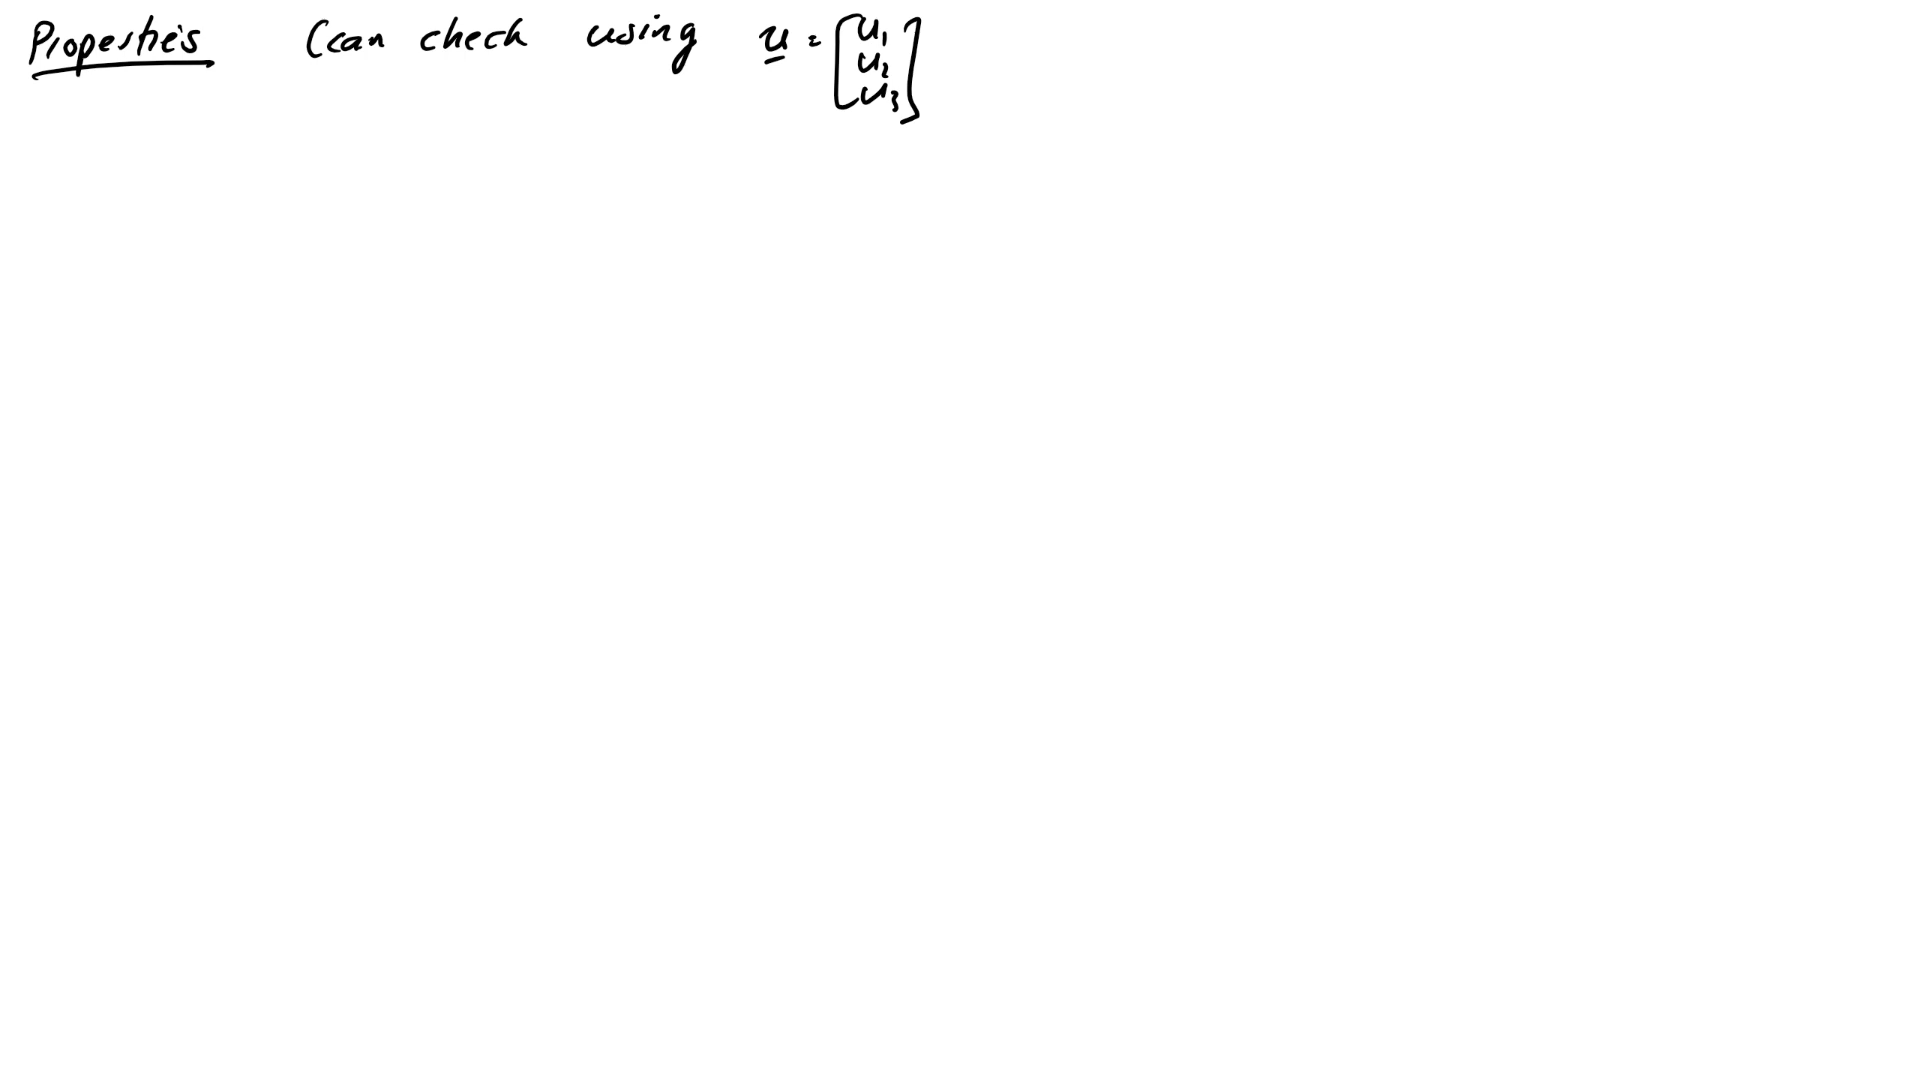 Properties (can check using u = [u₁ u₂ u₃]